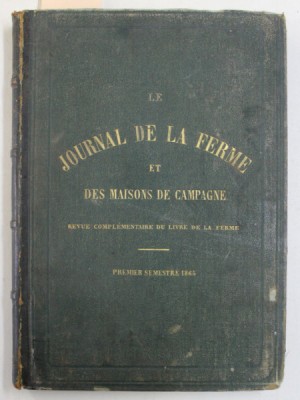 LE
JOURNAL DE LA FERME
ET
DES MAISONS DE CAMPAGNE
REVUE COMPLÉMENTAIRE DU LIVRE DE LA FERME
PREMIER SEMESTRE 1865